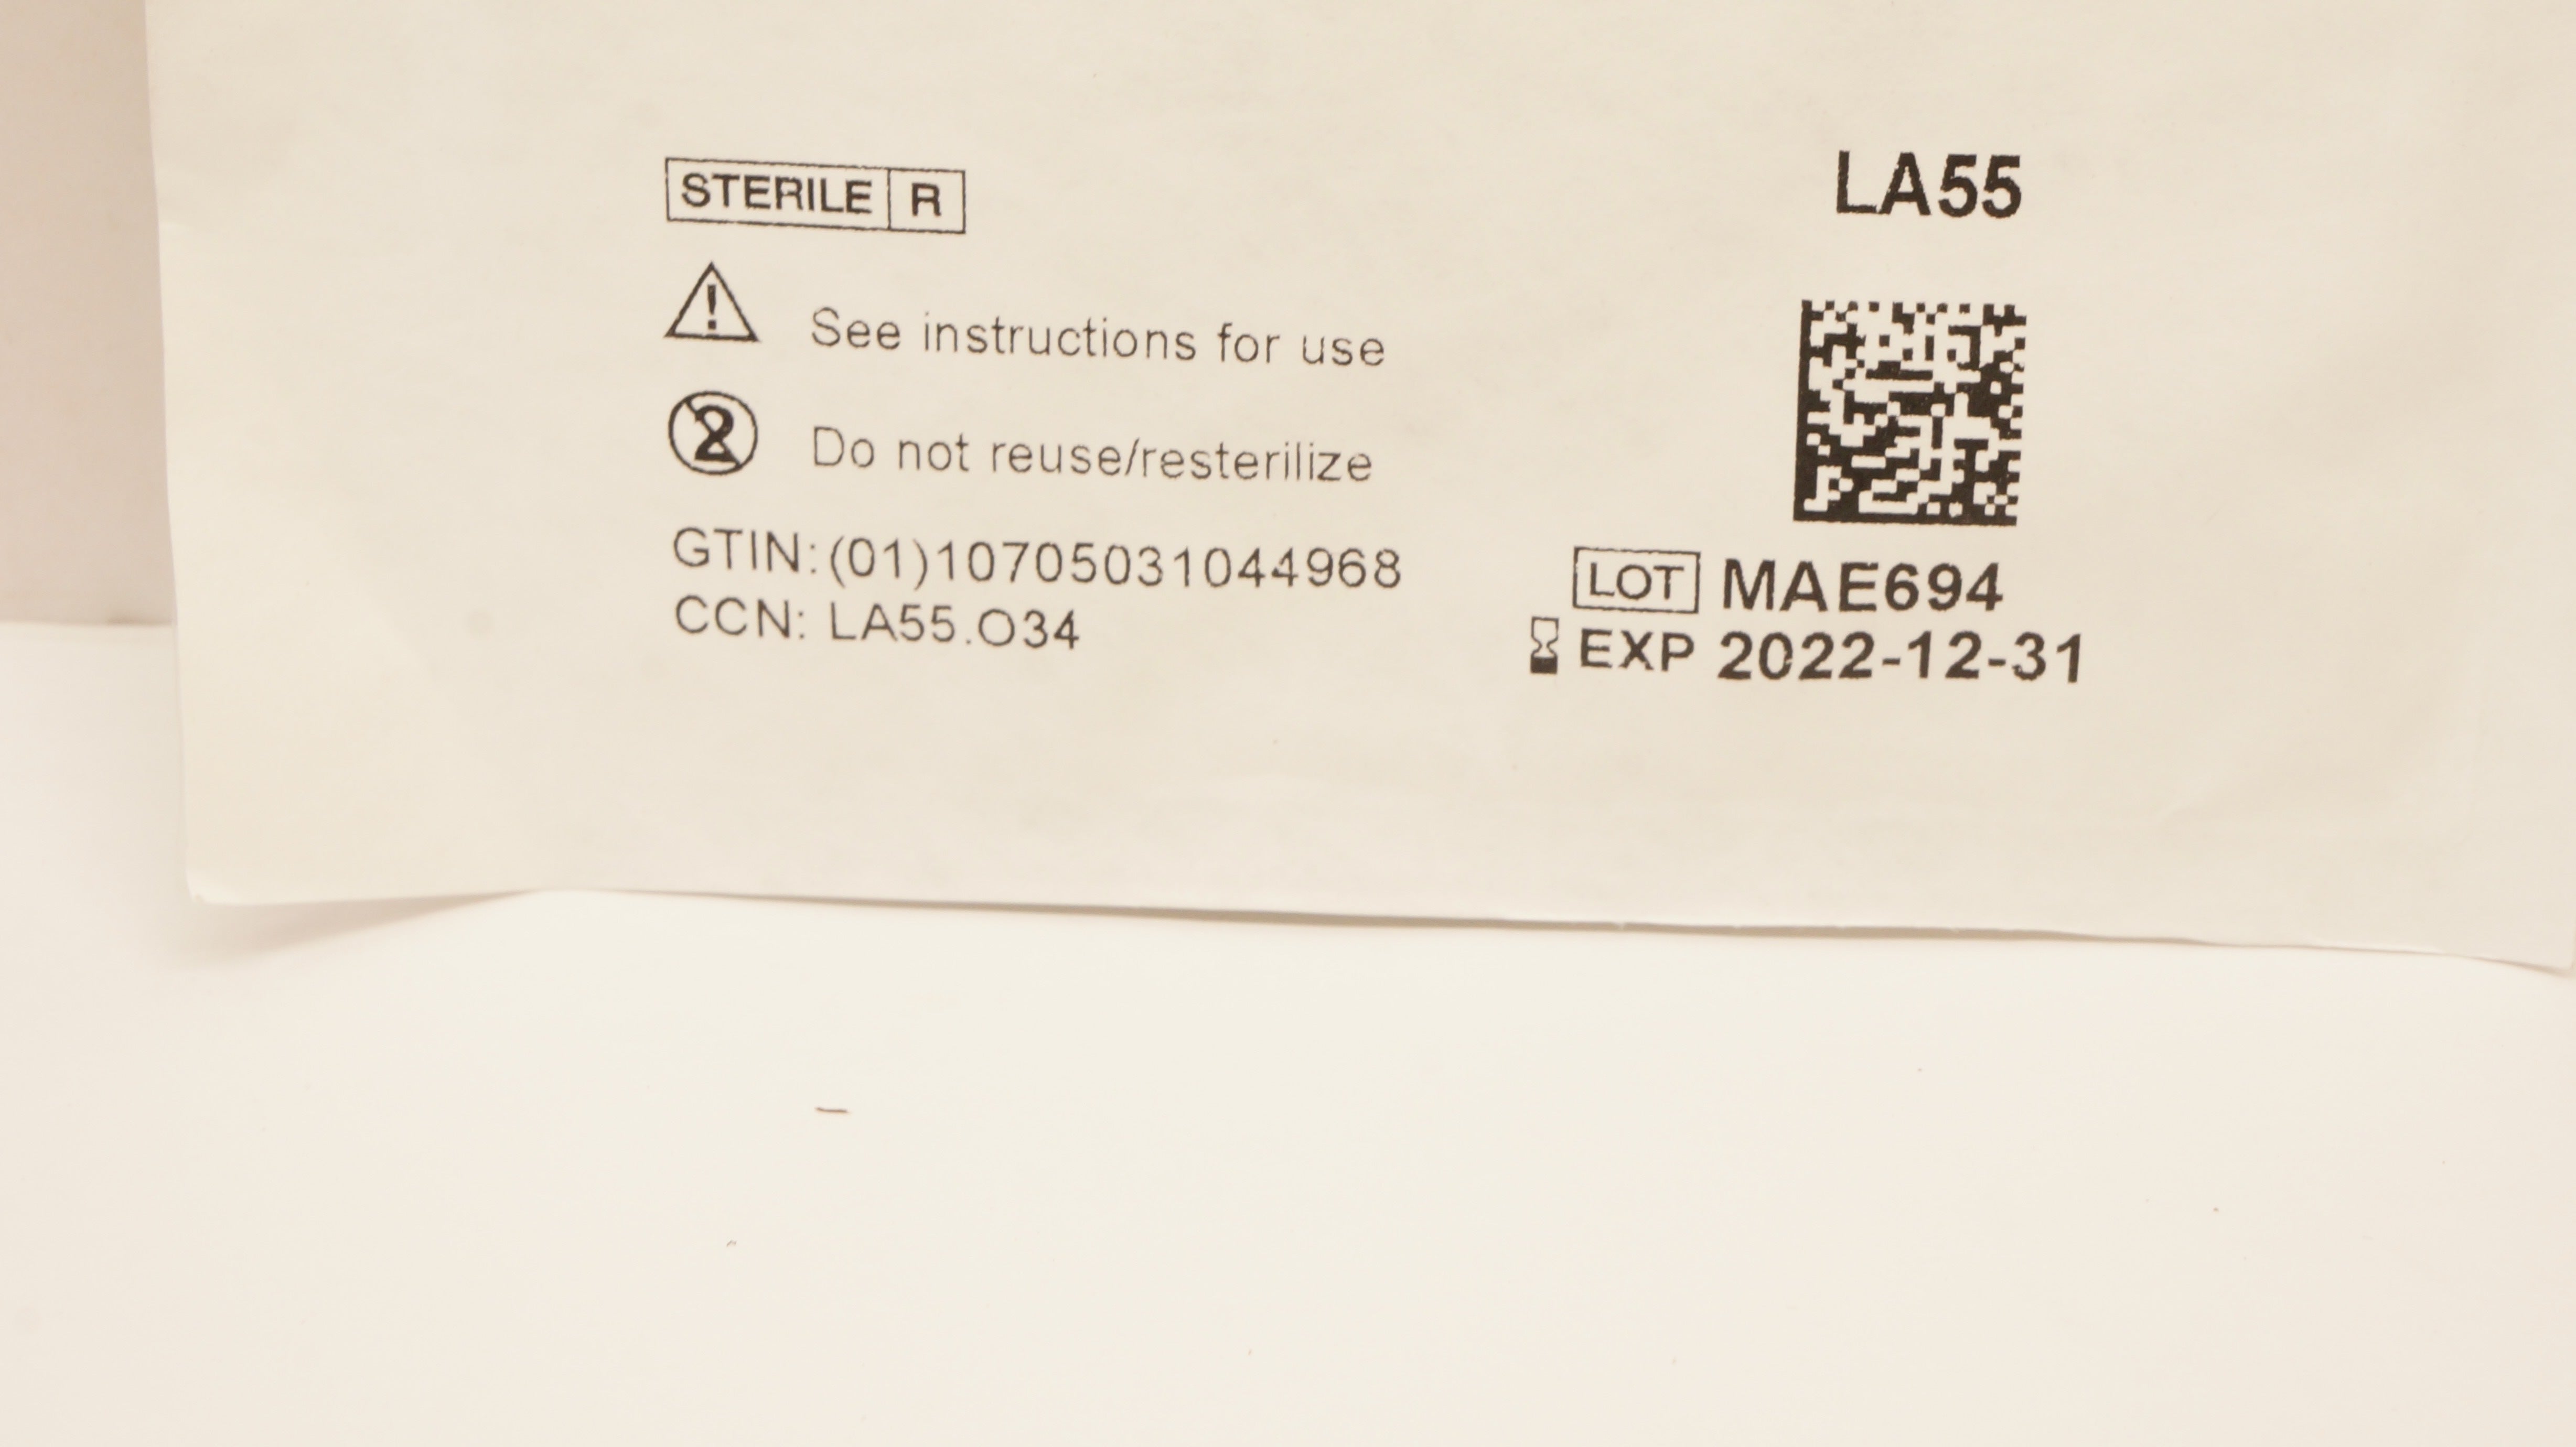 STERILE R
See instructions for use
Do not reuse/resterilize
GTIN:(01)10705031044968
CCN: LA55.O34
LA55
LOT MAE694
EXP 2022-12-31